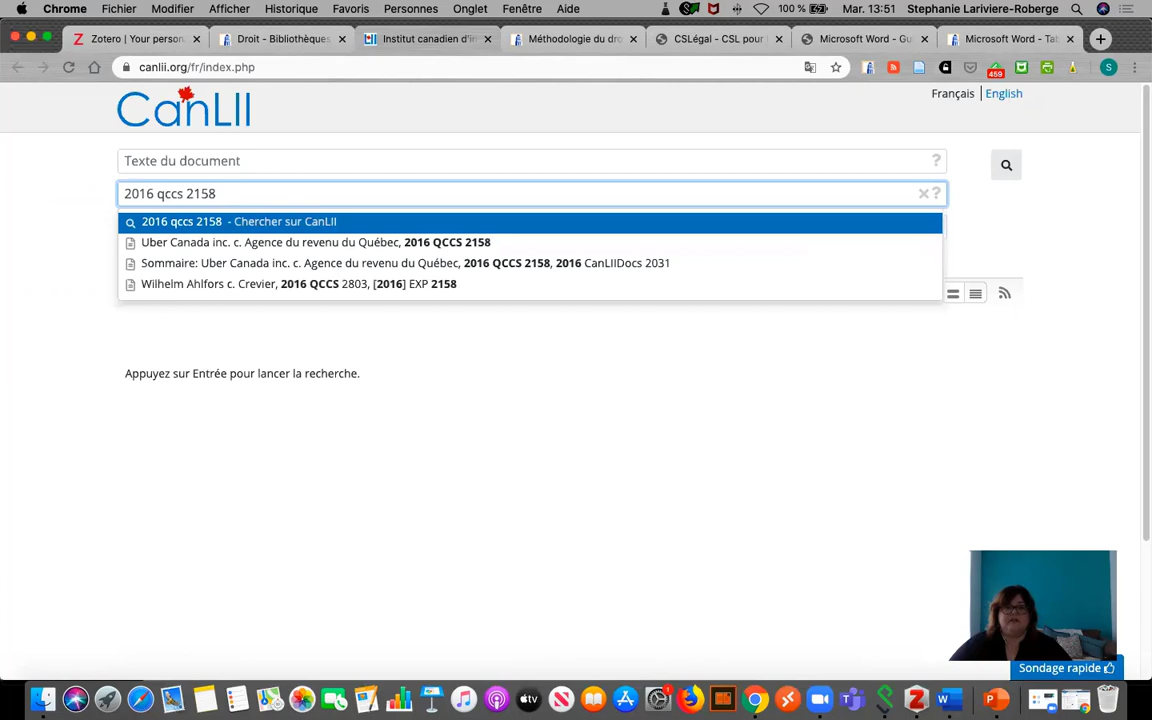 Chrome Fichier Modifier Afficher Historique Favoris Personnes Onglet Fenêtre Aide 100 % Mar. 13:51 Stephanie Lariviere-Roberge
Zotero | Your person Droit - Bibliothèques Institut canadien d'in Méthodologie du dro CSLégal - CSL pour Microsoft Word - Gu Microsoft Word - Tab
canlii.org/fr/index.php 459 S
CanLII
Français | English
Texte du document ?
2016 qccs 2158 ×?
2016 qccs 2158 - Chercher sur CanLII
Uber Canada inc. c. Agence du revenu du Québec, 2016 QCCS 2158
Sommaire: Uber Canada inc. c. Agence du revenu du Québec, 2016 QCCS 2158, 2016 CanLIIDocs 2031
Wilhelm Ahlfors c. Crevier, 2016 QCCS 2803, [2016] EXP 2158
Appuyez sur Entrée pour lancer la recherche.
Sondage rapide
tv